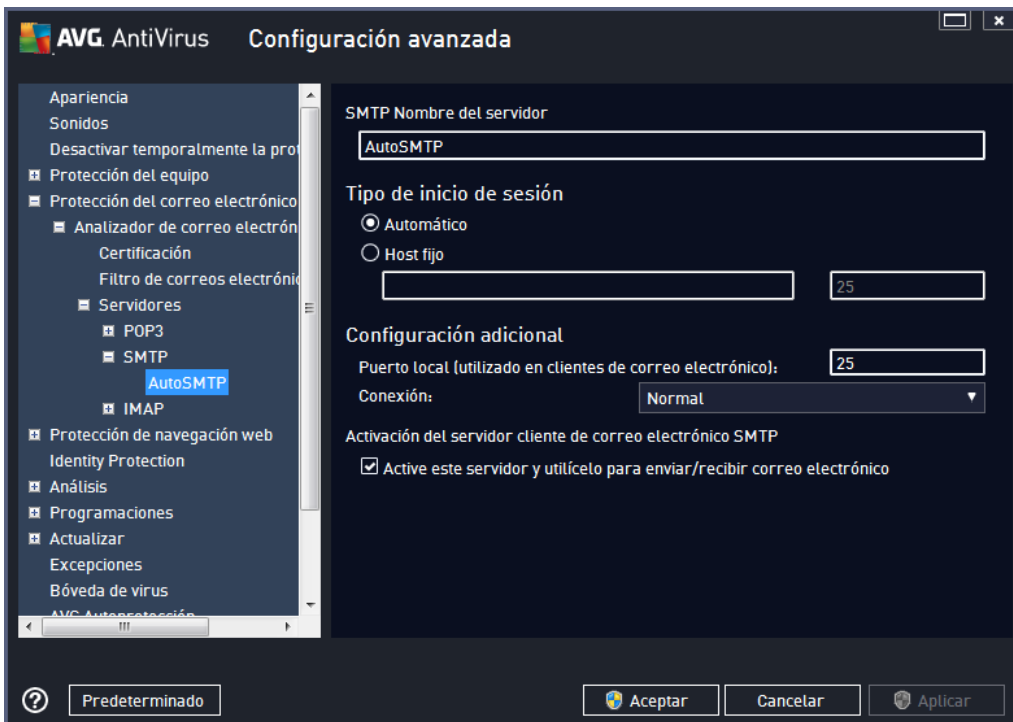 AVG AntiVirus Configuración avanzada
Apariencia
Sonidos
Desactivar temporalmente la prot
Protección del equipo
Protección del correo electrónico
Analizador de correo electrón
Certificación
Filtro de correos electrónic
Servidores
POP3
SMTP
AutoSMTP
IMAP
Protección de navegación web
Identity Protection
Análisis
Programaciones
Actualizar
Excepciones
Bóveda de virus
AVG Autoprotección
SMTP Nombre del servidor
AutoSMTP
Tipo de inicio de sesión
Automático
Host fijo
25
Configuración adicional
Puerto local (utilizado en clientes de correo electrónico): 25
Conexión: Normal
Activación del servidor cliente de correo electrónico SMTP
Active este servidor y utilícelo para enviar/recibir correo electrónico
? Predeterminado Aceptar Cancelar Aplicar